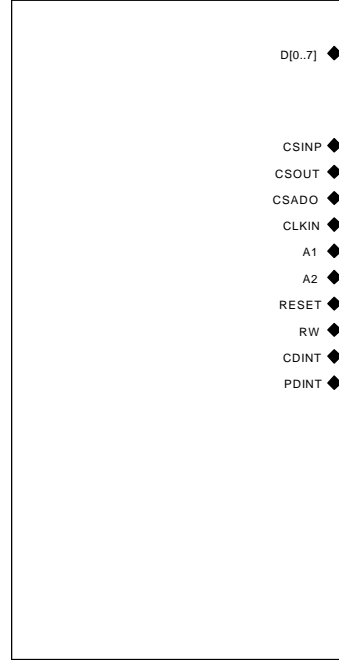 D[0..7]
CSINP
CSOUT
CSADO
CLKIN
A1
A2
RESET
RW
CDINT
PDINT